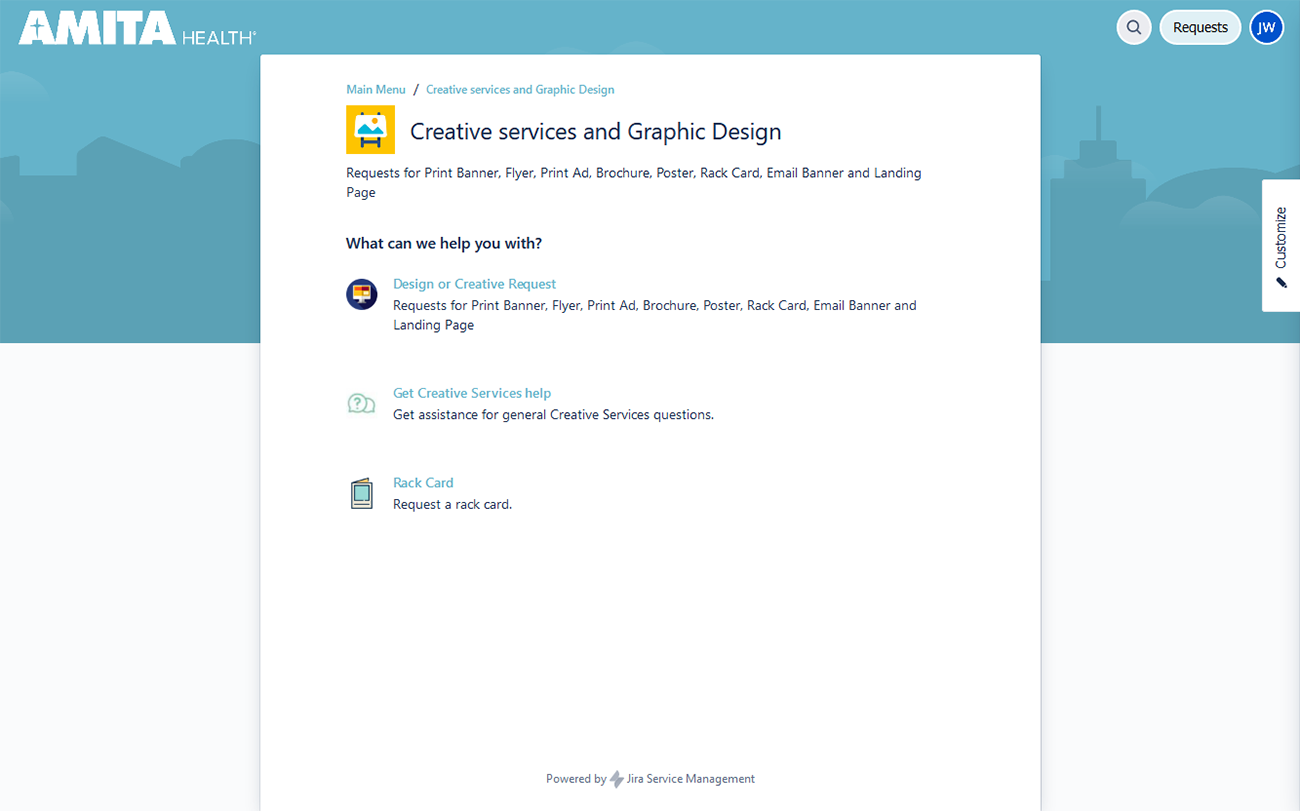 AMITA HEALTH®
Requests
JW
Main Menu / Creative services and Graphic Design
Creative services and Graphic Design
Requests for Print Banner, Flyer, Print Ad, Brochure, Poster, Rack Card, Email Banner and Landing
Page
Customize
What can we help you with?
Design or Creative Request
Requests for Print Banner, Flyer, Print Ad, Brochure, Poster, Rack Card, Email Banner and
Landing Page
Get Creative Services help
Get assistance for general Creative Services questions.
Rack Card
Request a rack card.
Powered by Jira Service Management